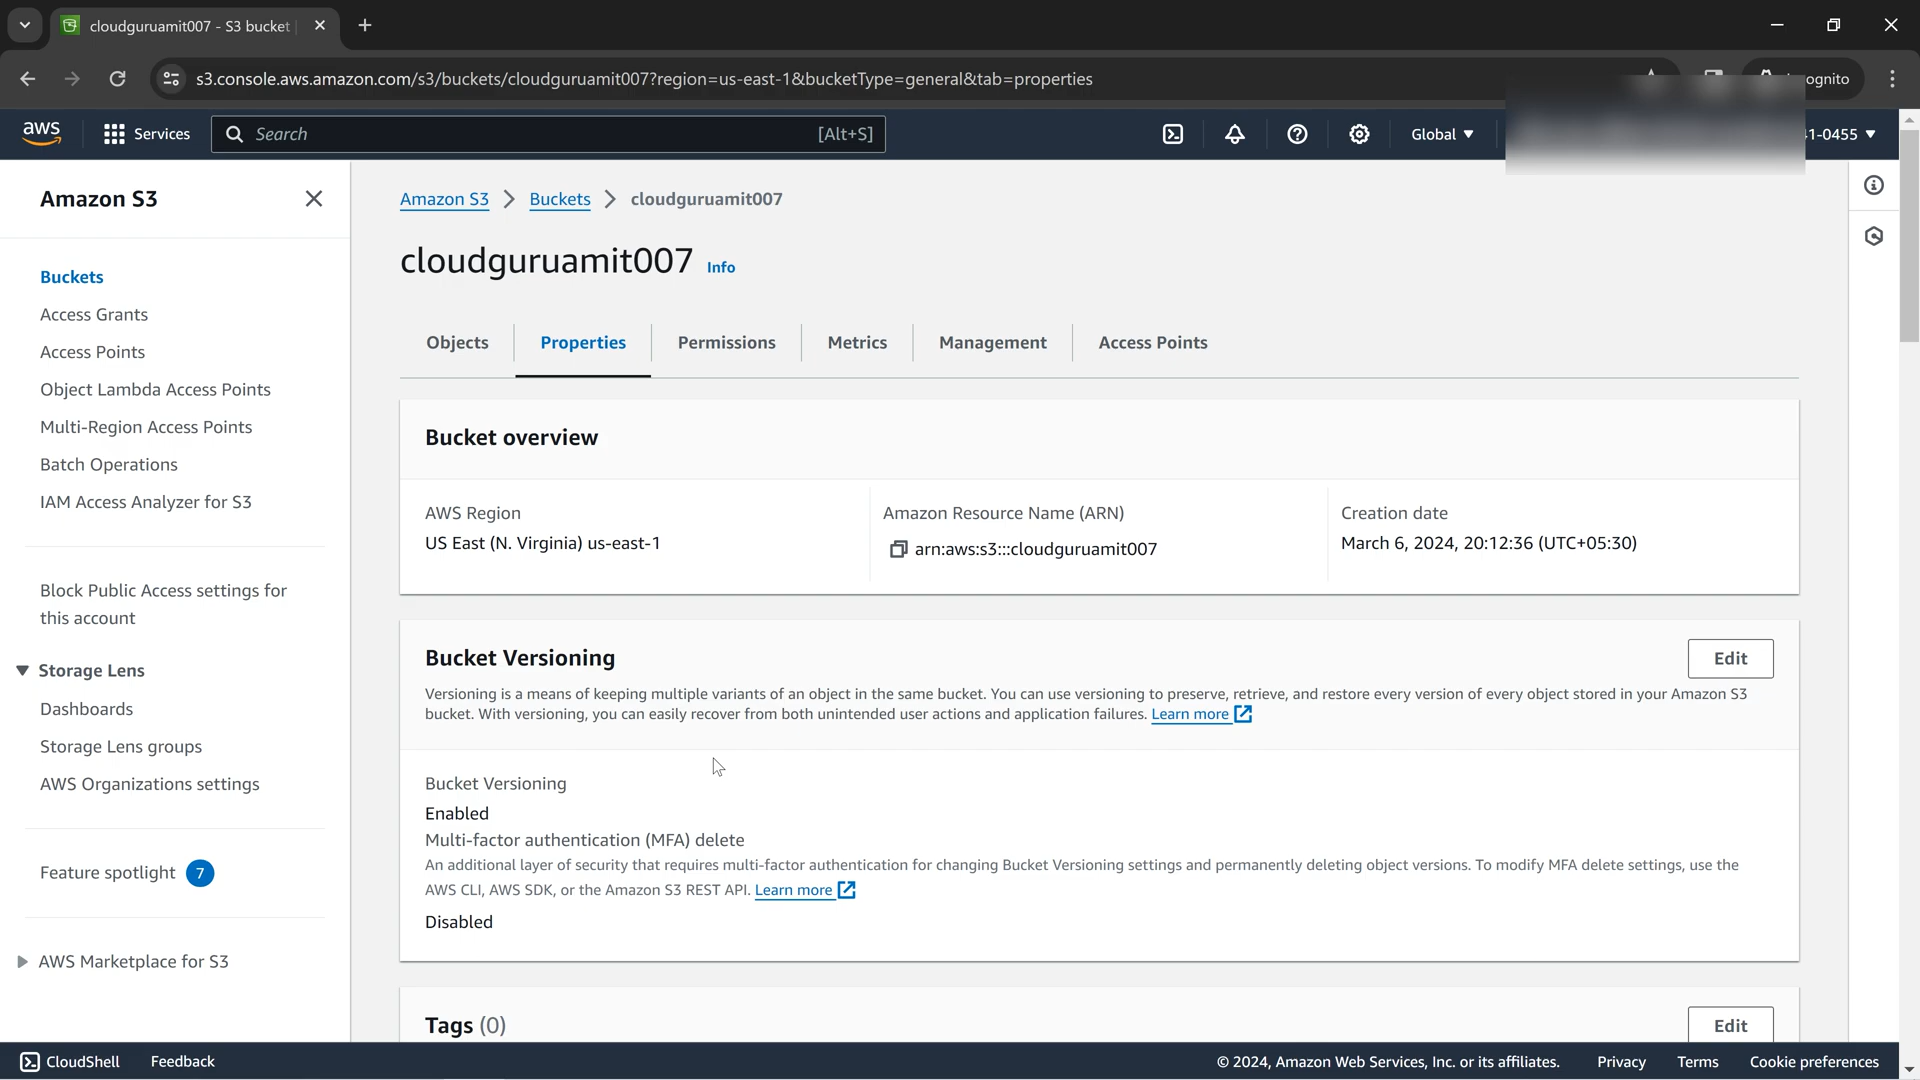 cloudguruamit007 - S3 bucket
s3.console.aws.amazon.com/s3/buckets/cloudguruamit007?region=us-east-1&bucketType=general&tab=properties
aws
Services
Search
[Alt+S]
Global
1-0455
Amazon S3
Buckets
Access Grants
Access Points
Object Lambda Access Points
Multi-Region Access Points
Batch Operations
IAM Access Analyzer for S3
Block Public Access settings for
this account
Storage Lens
Dashboards
Storage Lens groups
AWS Organizations settings
Feature spotlight 7
AWS Marketplace for S3
Amazon S3 > Buckets > cloudguruamit007
cloudguruamit007 Info
Objects
Properties
Permissions
Metrics
Management
Access Points
Bucket overview
AWS Region
US East (N. Virginia) us-east-1
Amazon Resource Name (ARN)
arn:aws:s3:::cloudguruamit007
Creation date
March 6, 2024, 20:12:36 (UTC+05:30)
Bucket Versioning
Edit
Versioning is a means of keeping multiple variants of an object in the same bucket. You can use versioning to preserve, retrieve, and restore every version of every object stored in your Amazon S3
bucket. With versioning, you can easily recover from both unintended user actions and application failures. Learn more
Bucket Versioning
Enabled
Multi-factor authentication (MFA) delete
An additional layer of security that requires multi-factor authentication for changing Bucket Versioning settings and permanently deleting object versions. To modify MFA delete settings, use the
AWS CLI, AWS SDK, or the Amazon S3 REST API. Learn more
Disabled
Tags (0)
Edit
CloudShell
Feedback
© 2024, Amazon Web Services, Inc. or its affiliates.
Privacy
Terms
Cookie preferences